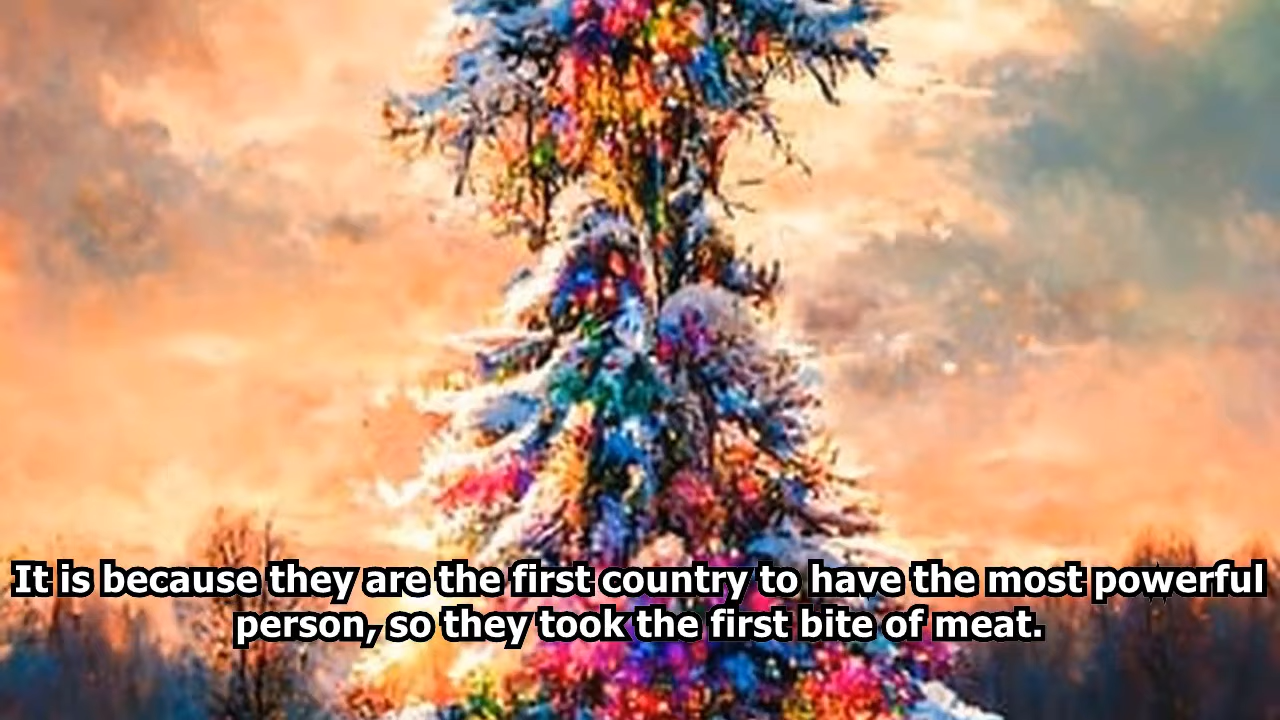 It is because they are the first country to have the most powerful
person, so they took the first bite of meat.